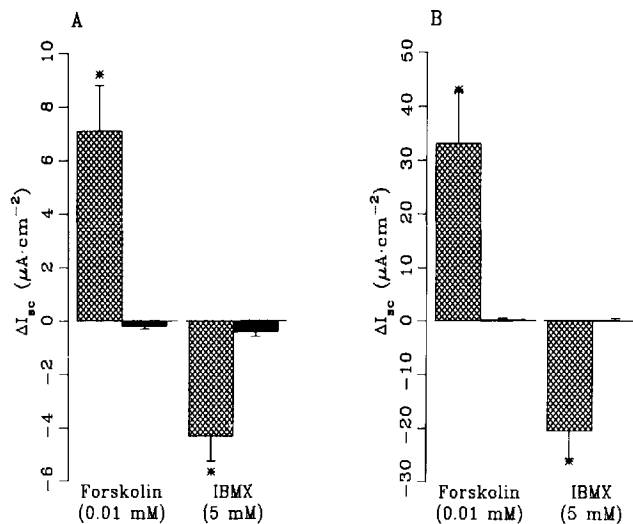 A
10
8
6
4
2
0
−2
−4
−6
ΔI_sc (μA·cm⁻²)
*
*
Forskolin
(0.01 mM)
IBMX
(5 mM)
B
50
40
30
20
10
0
−10
−20
−30
ΔI_sc (μA·cm⁻²)
*
*
Forskolin
(0.01 mM)
IBMX
(5 mM)